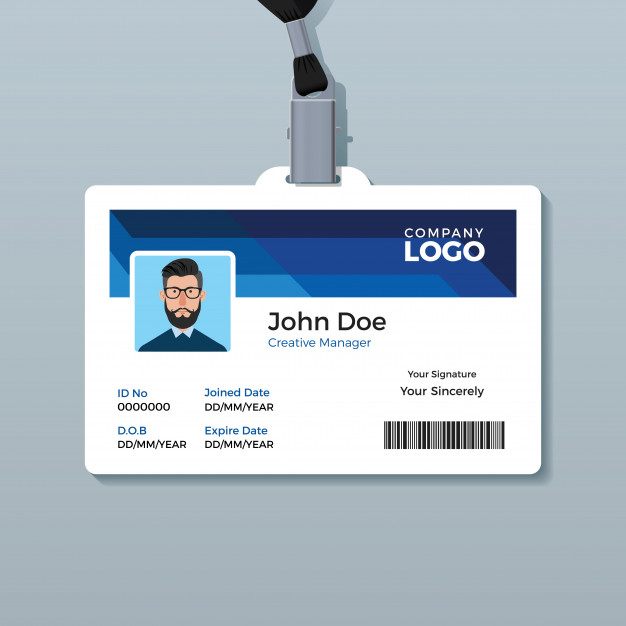 COMPANY
LOGO
John Doe
Creative Manager
Your Signature
Your Sincerely
ID No
0000000
Joined Date
DD/MM/YEAR
D.O.B
DD/MM/YEAR
Expire Date
DD/MM/YEAR